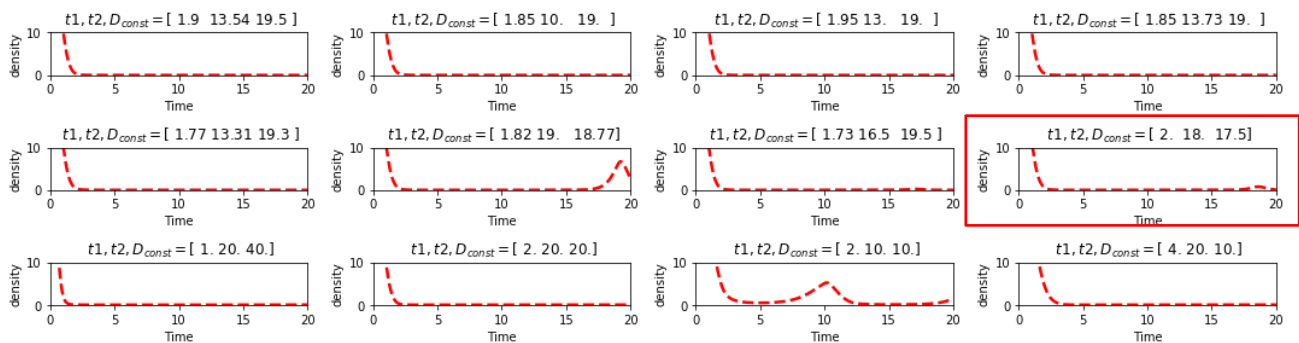 t1, t2, D_const=[ 1.9 13.54 19.5 ]
density
10
0
0 5 10 15 20
Time
t1, t2, D_const=[ 1.85 10. 19. ]
density
10
0
0 5 10 15 20
Time
t1, t2, D_const=[ 1.95 13. 19. ]
density
10
0
0 5 10 15 20
Time
t1, t2, D_const=[ 1.85 13.73 19. ]
density
10
0
0 5 10 15 20
Time
t1, t2, D_const=[ 1.77 13.31 19.3 ]
density
10
0
0 5 10 15 20
Time
t1, t2, D_const=[ 1.82 19. 18.77]
density
10
0
0 5 10 15 20
Time
t1, t2, D_const=[ 1.73 16.5 19.5 ]
density
10
0
0 5 10 15 20
Time
t1, t2, D_const=[ 2. 18. 17.5]
density
10
0
0 5 10 15 20
Time
t1, t2, D_const=[ 1. 20. 40.]
density
10
0
0 5 10 15 20
Time
t1, t2, D_const=[ 2. 20. 20.]
density
10
0
0 5 10 15 20
Time
t1, t2, D_const=[ 2. 10. 10.]
density
10
0
0 5 10 15 20
Time
t1, t2, D_const=[ 4. 20. 10.]
density
10
0
0 5 10 15 20
Time